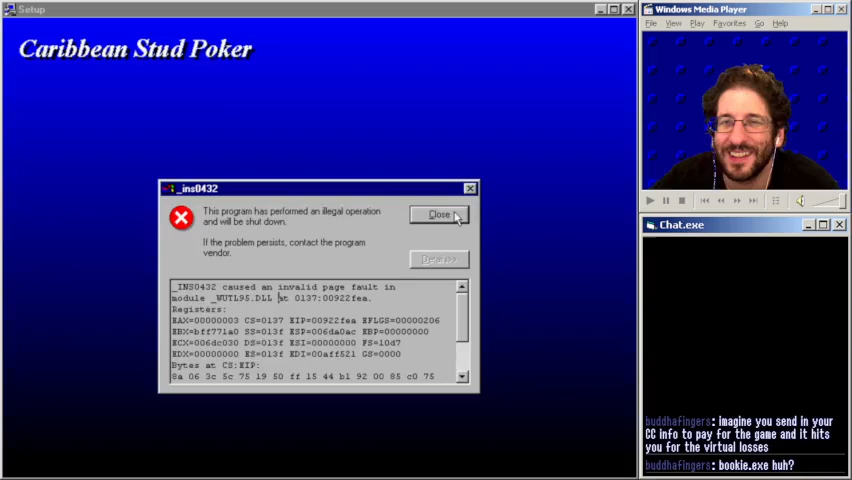 Setup
Caribbean Stud Poker
_ins0432
This program has performed an illegal operation
and will be shut down.
If the problem persists, contact the program
vendor.
Close
Details>>
_INS0432 caused an invalid page fault in
module _WUTL95.DLL at 0137:00922fea.
Registers:
EAX=00000003 CS=0137 EIP=00922fea EFLGS=00000206
EBX=bff771a0 SS=013f ESP=006da0ac EBP=00000000
ECX=006dc030 DS=013f ESI=00000000 FS=10d7
EDX=00000000 ES=013f EDI=00aff521 GS=0000
Bytes at CS:EIP:
8a 06 3c 5c 75 19 50 ff 15 44 b1 92 00 85 c0 75
Windows Media Player
File View Play Favorites Go Help
Chat.exe
buddhafingers: imagine you send in your
CC info to pay for the game and it hits
you for the virtual losses
buddhafingers: bookie.exe huh?